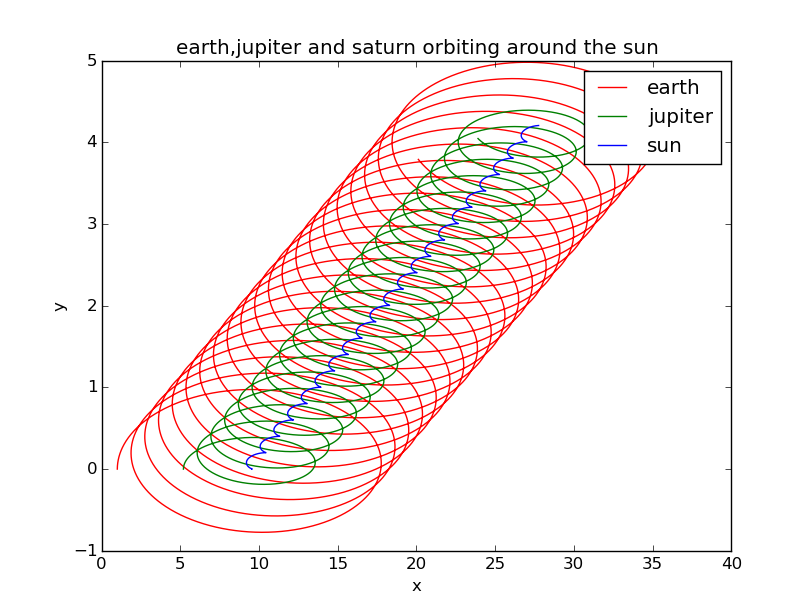 earth,jupiter and saturn orbiting around the sun
earth
jupiter
sun
5
4
3
2
1
0
−1
y
0 5 10 15 20 25 30 35 40
x